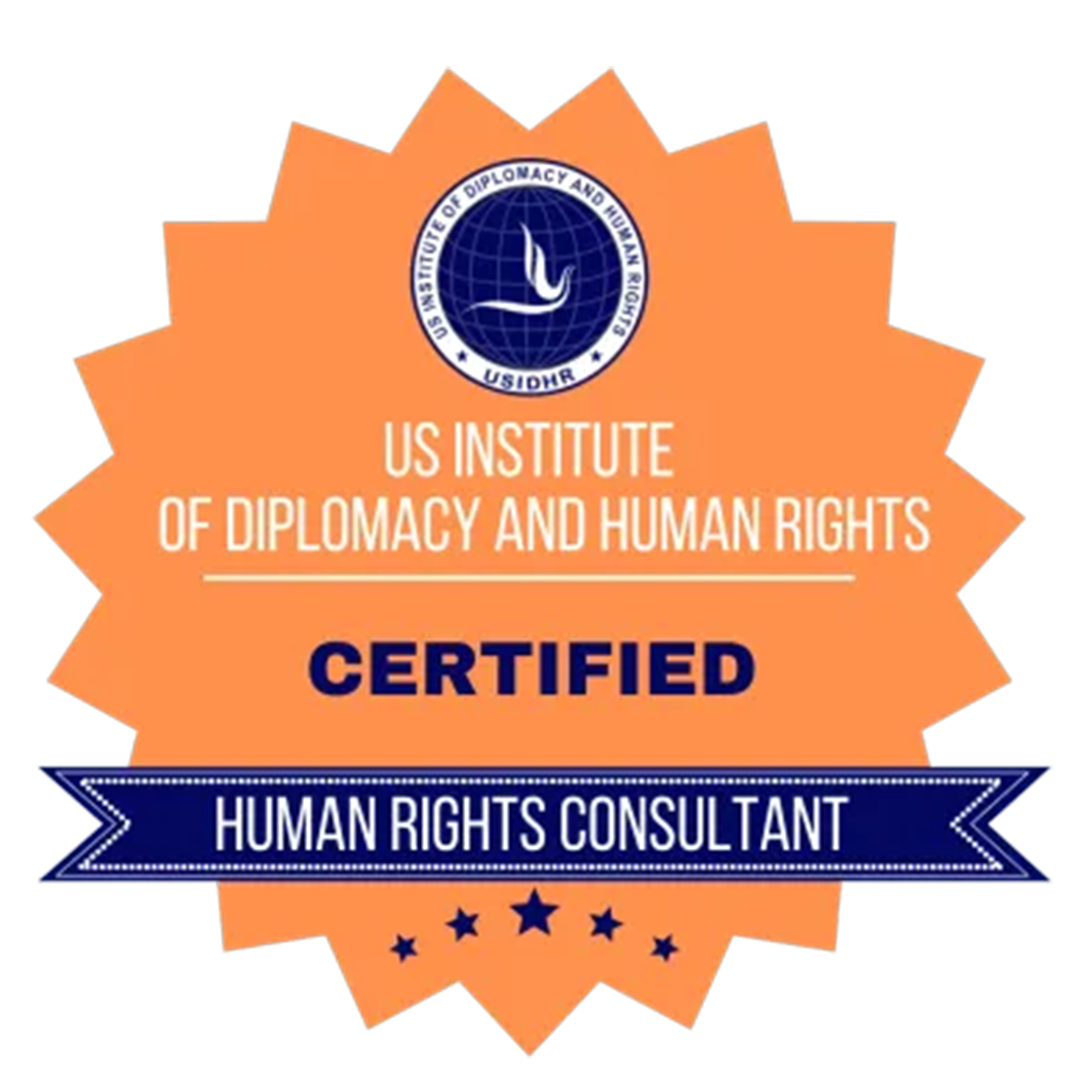 US INSTITUTE OF DIPLOMACY AND HUMAN RIGHTS
USIDHR
US INSTITUTE
OF DIPLOMACY AND HUMAN RIGHTS
CERTIFIED
HUMAN RIGHTS CONSULTANT